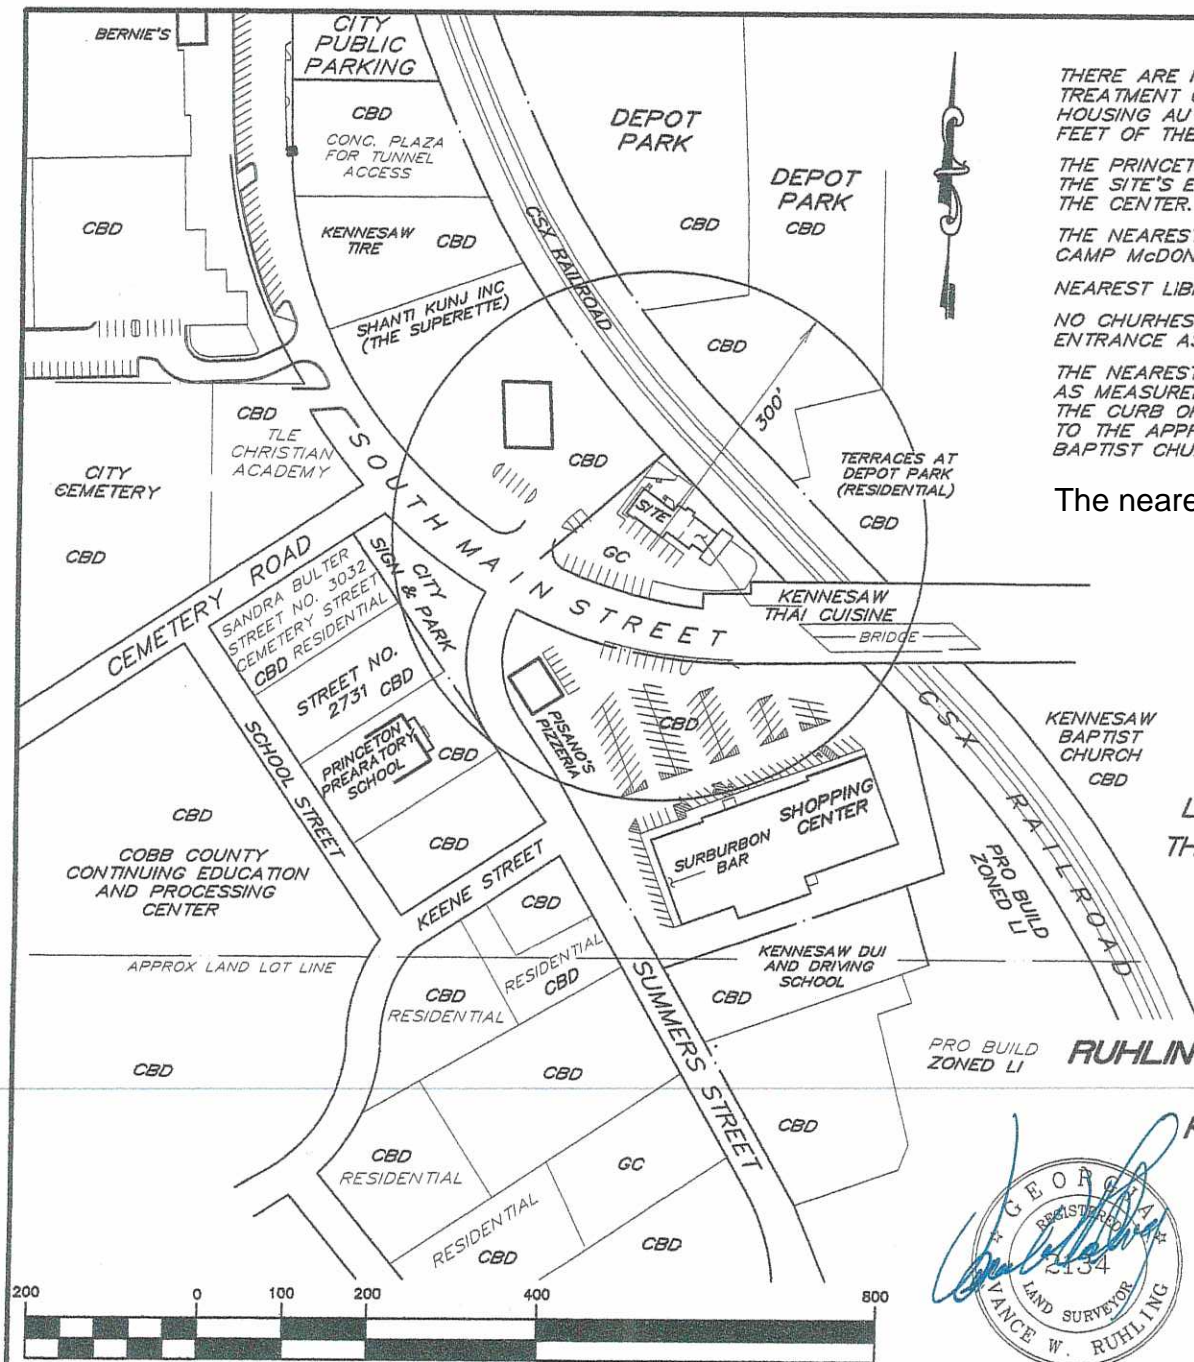 BERNIE'S
CITY
PUBLIC
PARKING
CBD
CONC. PLAZA
FOR TUNNEL
ACCESS
DEPOT
PARK
CBD
DEPOT
PARK
CBD
CBD
KENNESAW
TIRE
CBD
CSX RAILROAD
SHANTI KUNJ INC
(THE SUPERETTE)
CBD
300'
CBD
TLE
CHRISTIAN
ACADEMY
CITY
CEMETERY
CBD
CBD
SITE
GC
TERRACES AT
DEPOT PARK
(RESIDENTIAL)
CBD
SOUTH MAIN STREET
CEMETERY ROAD
CITY
SIGN & PARK
SANDRA BULTER
STREET NO. 3032
CEMETERY STREET
CBD RESIDENTIAL
KENNESAW
THAI CUISINE
BRIDGE
STREET NO.
2731 CBD
SCHOOL STREET
PRINCETON
PREARATORY
SCHOOL
CBD
PISANO'S
PIZZERIA
CBD
CSX RAILROAD
KENNESAW
BAPTIST
CHURCH
CBD
CBD
COBB COUNTY
CONTINUING EDUCATION
AND PROCESSING
CENTER
CBD
SHOPPING
CENTER
SURBURBON
BAR
PRO BUILD
ZONED LI
KEENE STREET
CBD
APPROX LAND LOT LINE
RESIDENTIAL
CBD
CBD
RESIDENTIAL
KENNESAW DUI
AND DRIVING
SCHOOL
CBD
SUMMERS STREET
PRO BUILD
ZONED LI
CBD
CBD
CBD
CBD
RESIDENTIAL
GC
RESIDENTIAL
CBD
CBD
200 0 100 200 400 800
THERE ARE
TREATMENT
HOUSING AU
FEET OF THE
THE PRINCET
THE SITE'S E
THE CENTER.
THE NEAREST
CAMP McDON
NEAREST LIB
NO CHURHES
ENTRANCE AS
THE NEAREST
AS MEASURE
THE CURB O
TO THE APP
BAPTIST CHU
The neare
L
TH
RUHLIN
GEORGIA
REGISTERED
2134
LAND SURVEYOR
VANCE W. RUHLING